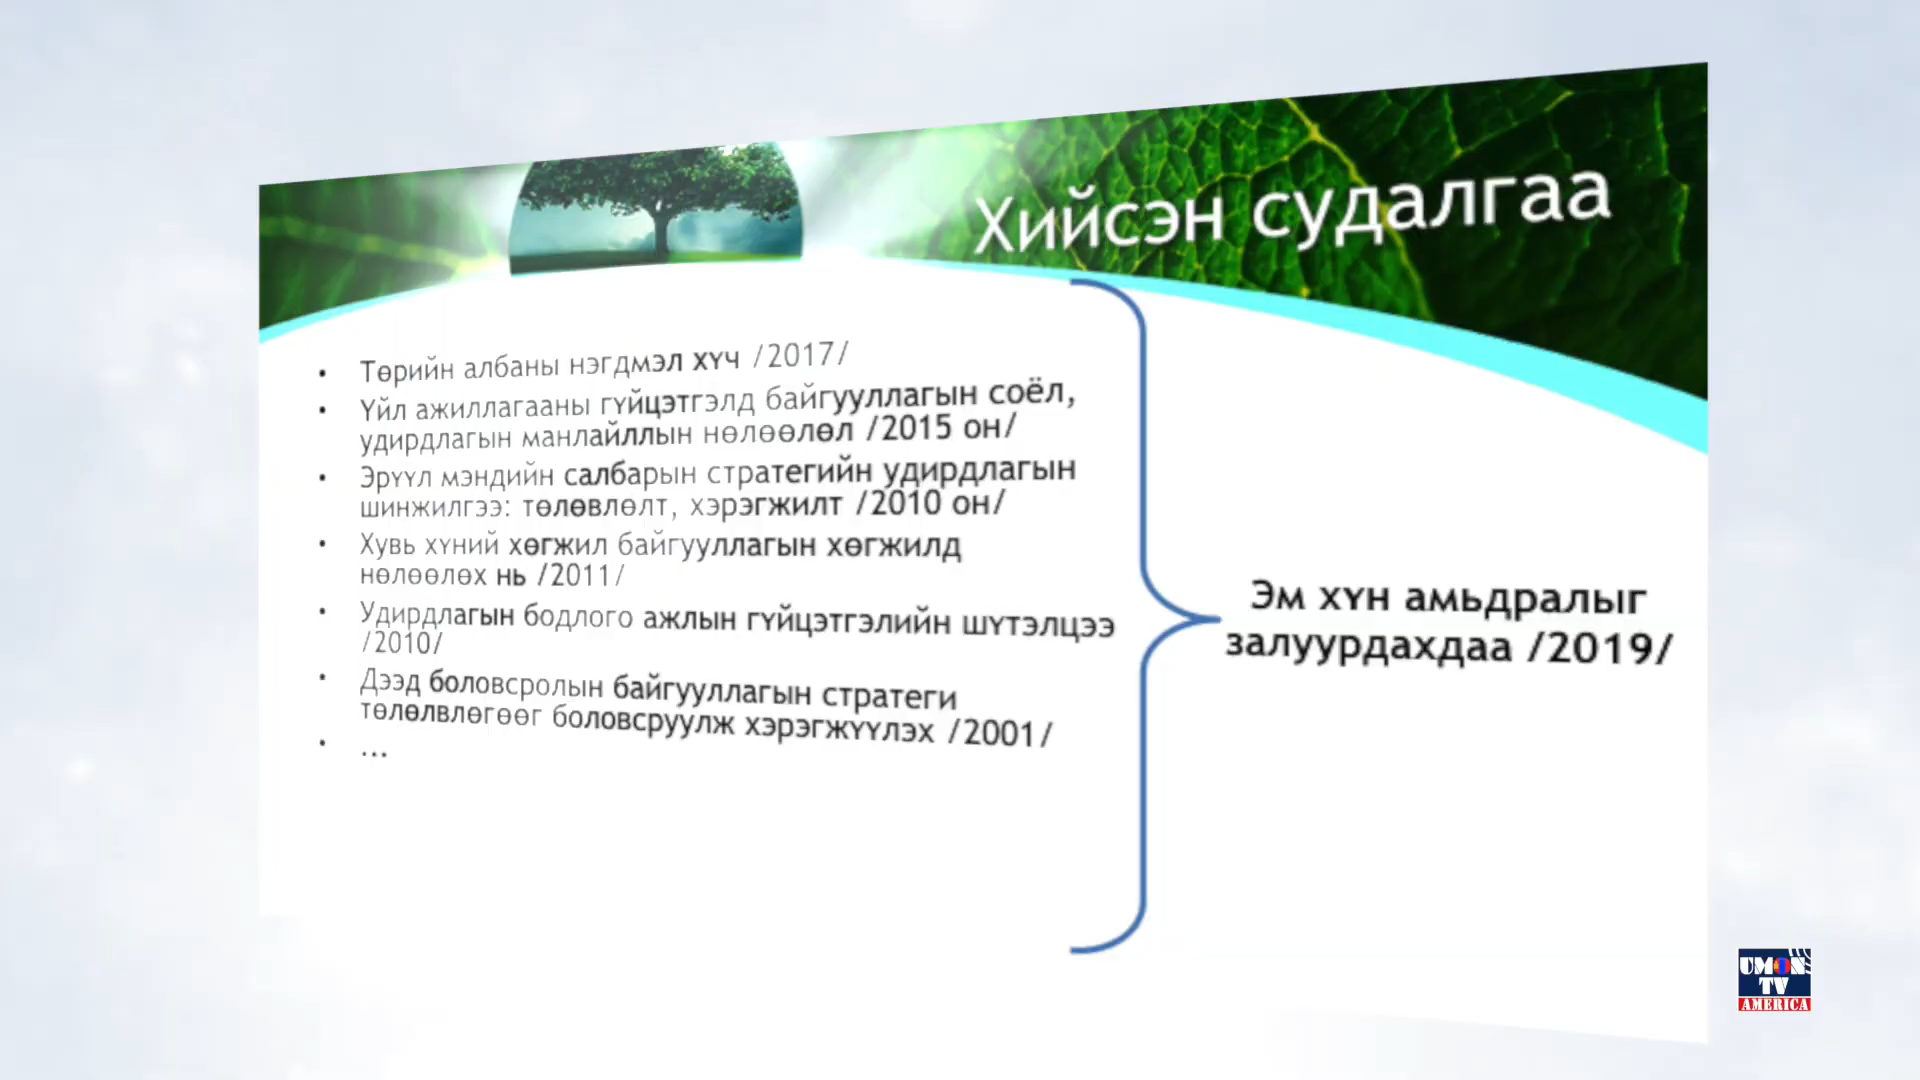 Хийсэн судалгаа
• Төрийн албаны нэгдмэл хүч /2017/
• Үйл ажиллагааны гүйцэтгэлд байгууллагын соёл,
удирдлагын манлайллын нөлөөлөл /2015 он/
• Эрүүл мэндийн салбарын стратегийн удирдлагын
шинжилгээ: төлөвлөлт, хэрэгжилт /2010 он/
• Хувь хүний хөгжил байгууллагын хөгжилд
нөлөөлөх нь /2011/
• Удирдлагын бодлого ажлын гүйцэтгэлийн шүтэлцээ
/2010/
• Дээд боловсролын байгууллагын стратеги
төлөлвлөгөөг боловсруулж хэрэгжүүлэх /2001/
• ...
Эм хүн амьдралыг
залуурдахдаа /2019/
UMON
TV
AMERICA